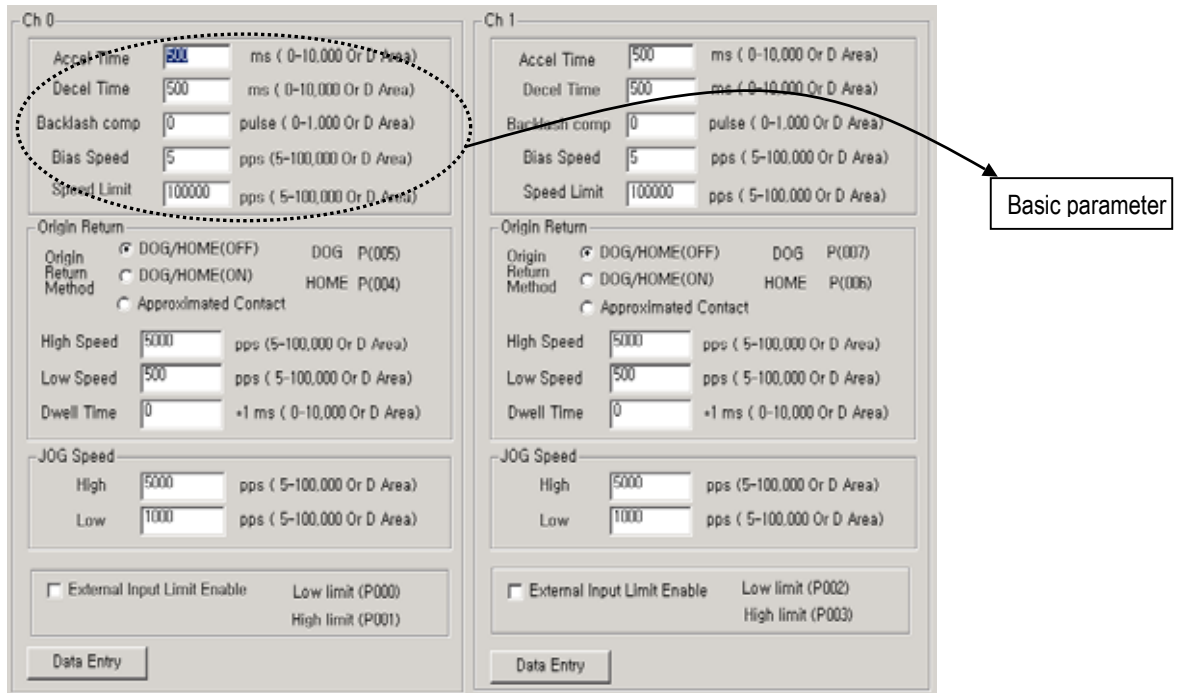 Ch 0
Accel Time 500 ms ( 0-10,000 Or D Area)
Decel Time 500 ms ( 0-10,000 Or D Area)
Backlash comp 0 pulse ( 0-1,000 Or D Area)
Bias Speed 5 pps (5-100,000 Or D Area)
Speed Limit 100000 pps ( 5-100,000 Or D Area)
Origin Return
Origin Return Method
DOG/HOME(OFF) DOG P(005)
DOG/HOME(ON) HOME P(004)
Approximated Contact
High Speed 5000 pps (5-100,000 Or D Area)
Low Speed 500 pps ( 5-100,000 Or D Area)
Dwell Time 0 *1 ms ( 0-10,000 Or D Area)
JOG Speed
High 5000 pps ( 5-100,000 Or D Area)
Low 1000 pps ( 5-100,000 Or D Area)
External Input Limit Enable Low limit (P000)
High limit (P001)
Data Entry
Ch 1
Accel Time 500 ms ( 0-10,000 Or D Area)
Decel Time 500 ms ( 0-10,000 Or D Area)
Backlash comp 0 pulse ( 0-1,000 Or D Area)
Bias Speed 5 pps ( 5-100,000 Or D Area)
Speed Limit 100000 pps ( 5-100,000 Or D Area)
Origin Return
Origin Return Method
DOG/HOME(OFF) DOG P(007)
DOG/HOME(ON) HOME P(006)
Approximated Contact
High Speed 5000 pps ( 5-100,000 Or D Area)
Low Speed 500 pps ( 5-100,000 Or D Area)
Dwell Time 0 *1 ms ( 0-10,000 Or D Area)
JOG Speed
High 5000 pps (5-100,000 Or D Area)
Low 1000 pps ( 5-100,000 Or D Area)
External Input Limit Enable Low limit (P002)
High limit (P003)
Data Entry
Basic parameter